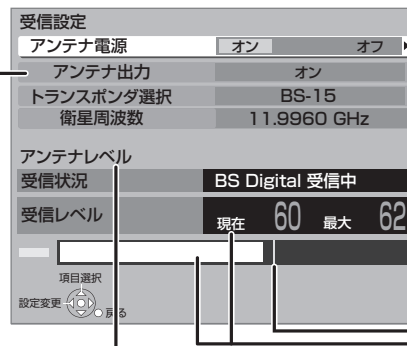 受信設定
アンテナ電源 オン オフ
アンテナ出力 オン
トランスポンダ選択 BS-15
衛星周波数 11.9960 GHz
アンテナレベル
受信状況 BS Digital 受信中
受信レベル 現在 60 最大 62
項目選択
設定変更 戻る